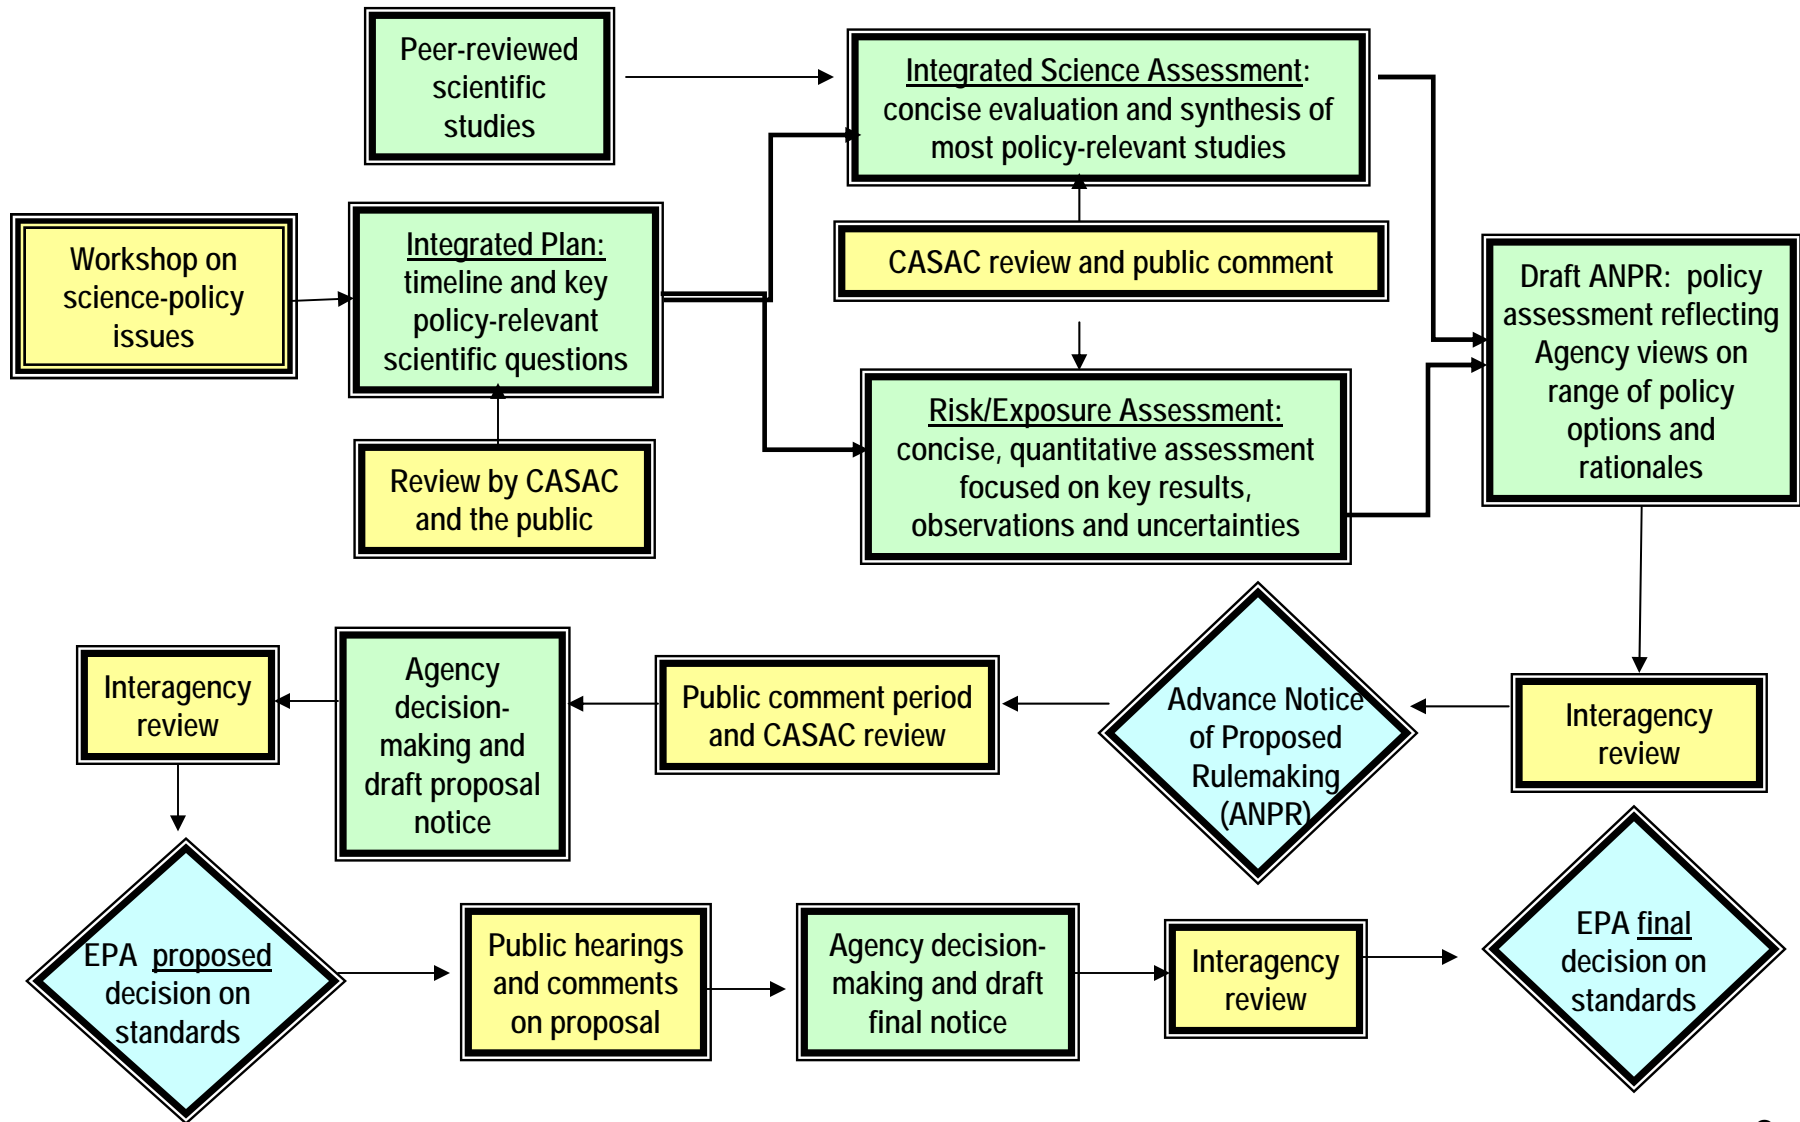 Peer-reviewed
scientific
studies
Integrated Science Assessment:
concise evaluation and synthesis of
most policy-relevant studies
Workshop on
science-policy
issues
Integrated Plan:
timeline and key
policy-relevant
scientific questions
CASAC review and public comment
Draft ANPR:  policy
assessment reflecting
Agency views on
range of policy
options and
rationales
Review by CASAC
and the public
Risk/Exposure Assessment:
concise, quantitative assessment
focused on key results,
observations and uncertainties
Interagency
review
Agency
decision-
making and
draft proposal
notice
Public comment period
and CASAC review
Advance Notice
of Proposed
Rulemaking
(ANPR)
Interagency
review
EPA  proposed
decision on
standards
Public hearings
and comments
on proposal
Agency decision-
making and draft
final notice
Interagency
review
EPA final
decision on
standards